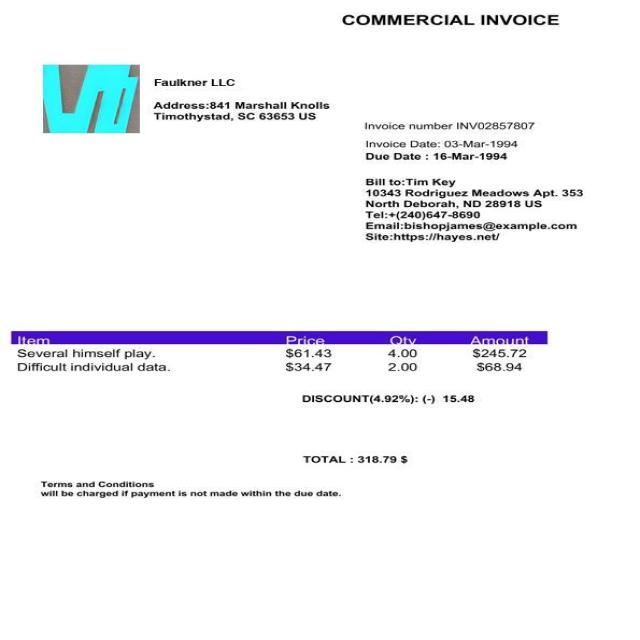 COMMERCIAL INVOICE
Faulkner LLC
Address:841 Marshall Knolls
Timothystad, SC 63653 US
Invoice number INV02857807
Invoice Date: 03-Mar-1994
Due Date : 16-Mar-1994
Bill to:Tim Key
10343 Rodriguez Meadows Apt. 353
North Deborah, ND 28918 US
Tel:+(240)647-8690
Email:bishopjames@example.com
Site:https://hayes.net/
Item Price Qty Amount
Several himself play. $61.43 4.00 $245.72
Difficult individual data. $34.47 2.00 $68.94
DISCOUNT(4.92%): (-) 15.48
TOTAL : 318.79 $
Terms and Conditions
will be charged if payment is not made within the due date.